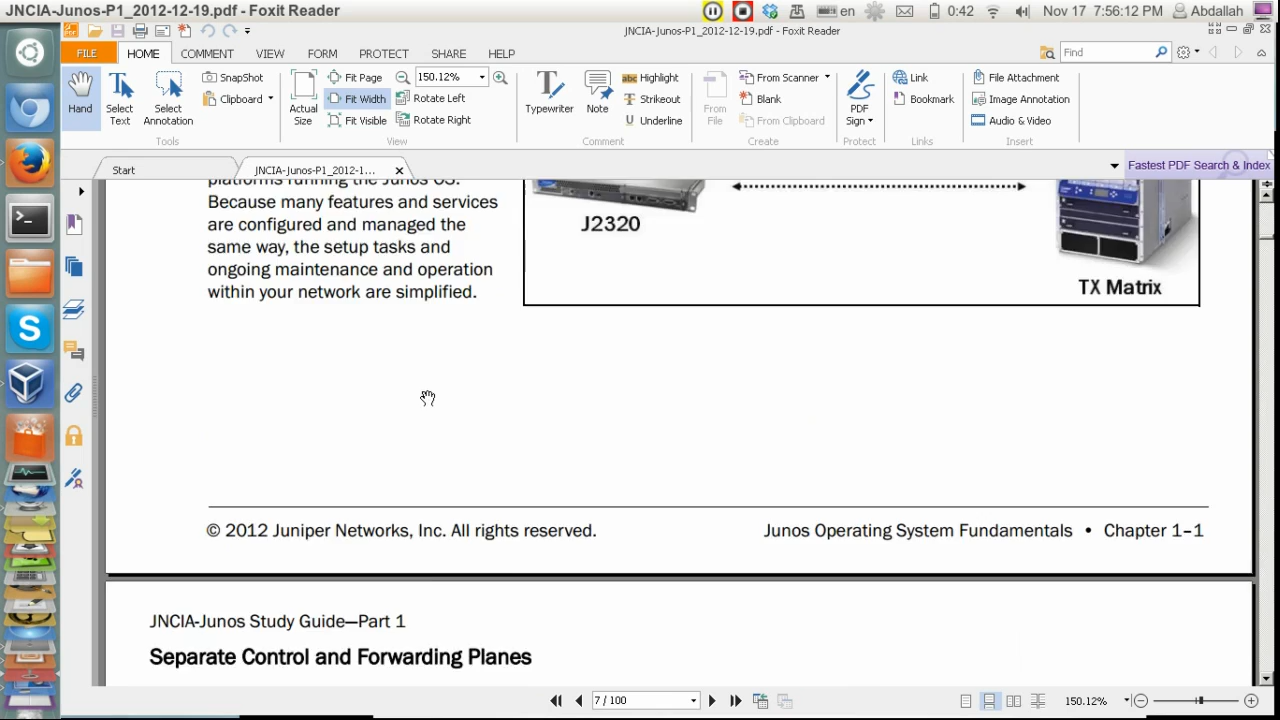 JNCIA-Junos-P1_2012-12-19.pdf - Foxit Reader
en
0:42
Nov 17 7:56:12 PM
Abdallah
JNCIA-Junos-P1_2012-12-19.pdf - Foxit Reader
FILE HOME COMMENT VIEW FORM PROTECT SHARE HELP
Find
Hand
Select Text
Select Annotation
SnapShot
Clipboard
Tools
Actual Size
Fit Page
Fit Width
Fit Visible
150.12%
Rotate Left
Rotate Right
View
Typewriter
Note
Highlight
Strikeout
Underline
Comment
From File
From Scanner
Blank
From Clipboard
Create
PDF Sign
Protect
Link
Bookmark
Links
File Attachment
Image Annotation
Audio & Video
Insert
Start
JNCIA-Junos-P1_2012-1...
Fastest PDF Search & Index
platforms running the Junos OS.
Because many features and services
are configured and managed the
same way, the setup tasks and
ongoing maintenance and operation
within your network are simplified.
J2320
TX Matrix
© 2012 Juniper Networks, Inc. All rights reserved.
Junos Operating System Fundamentals • Chapter 1–1
JNCIA-Junos Study Guide—Part 1
Separate Control and Forwarding Planes
7 / 100
150.12%